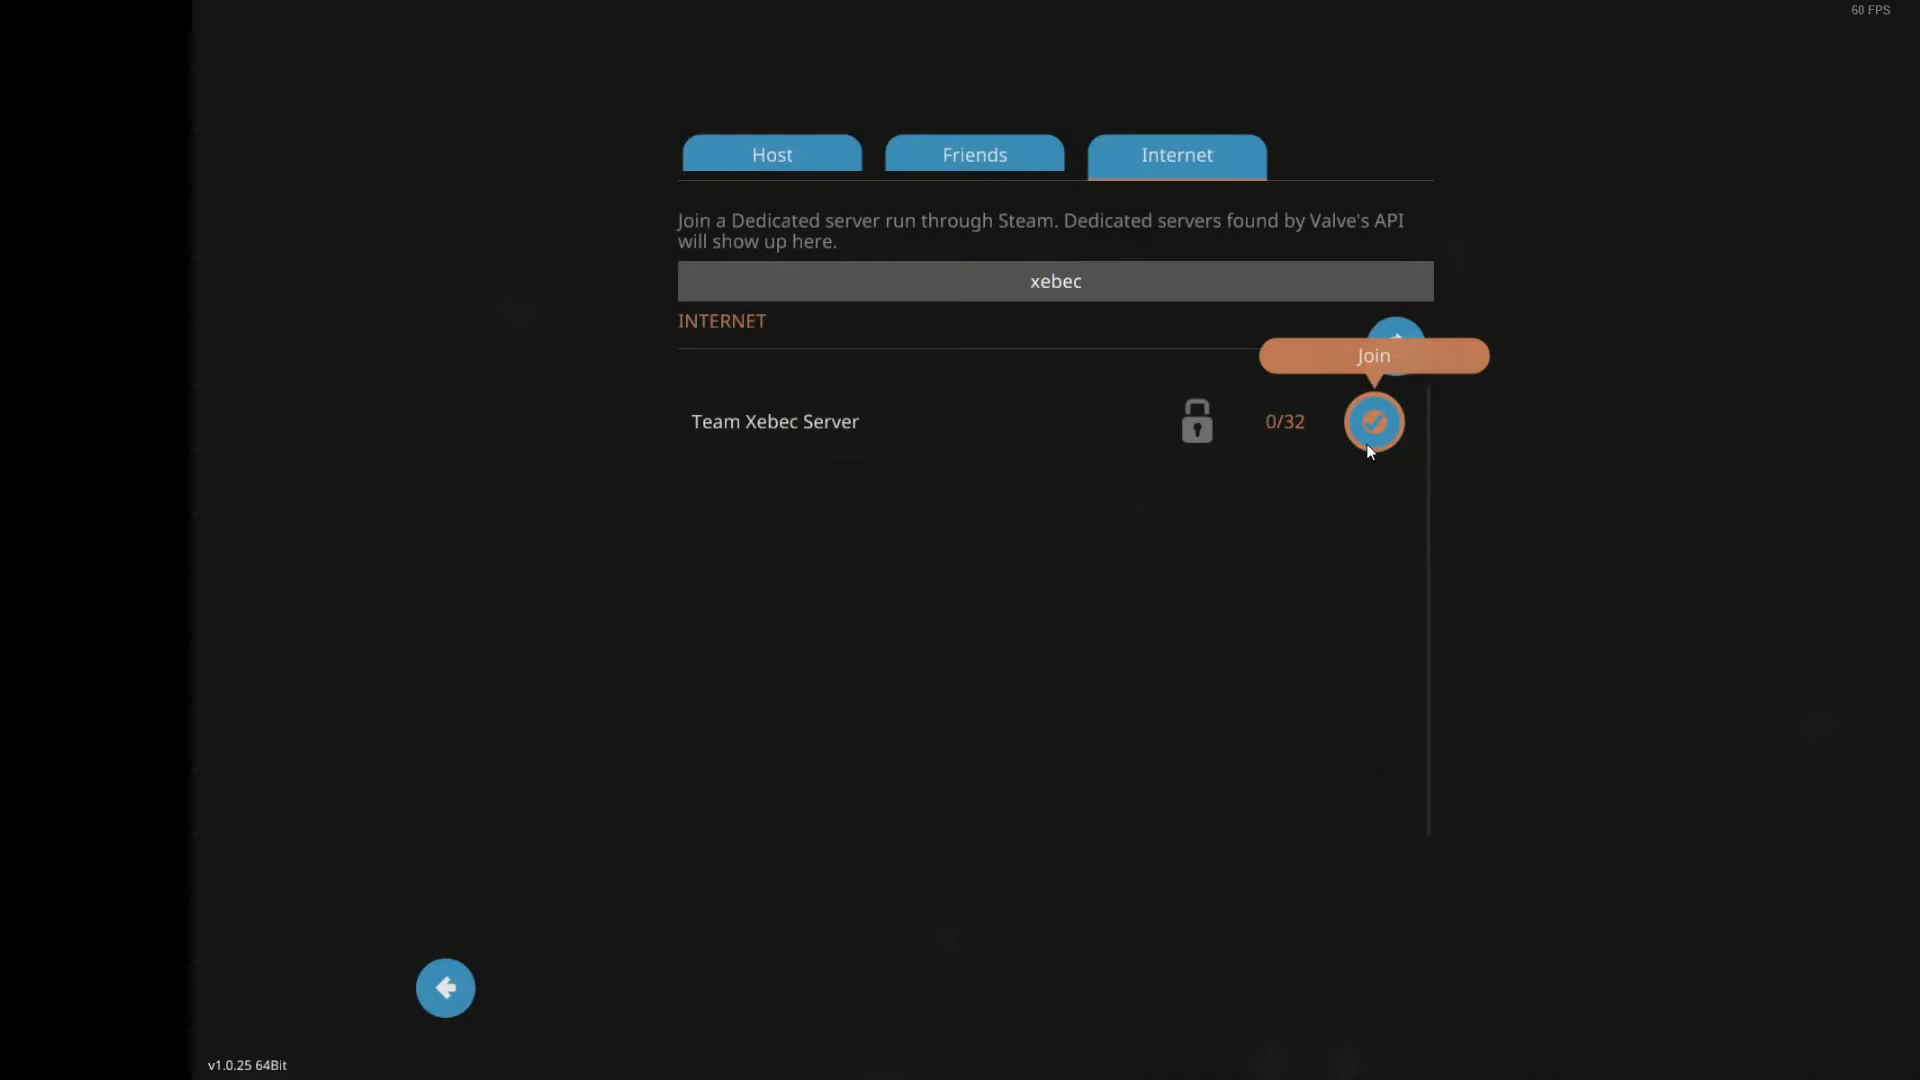 60 FPS
Host
Friends
Internet
Join a Dedicated server run through Steam. Dedicated servers found by Valve's API
will show up here.
xebec
INTERNET
Join
Team Xebec Server
0/32
v1.0.25 64Bit